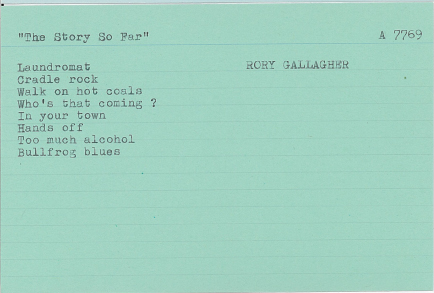 "The Story So Far" A 7769
Laundromat RORY GALLAGHER
Cradle rock
Walk on hot coals
Who's that coming ?
In your town
Hands off
Too much alcohol
Bullfrog blues